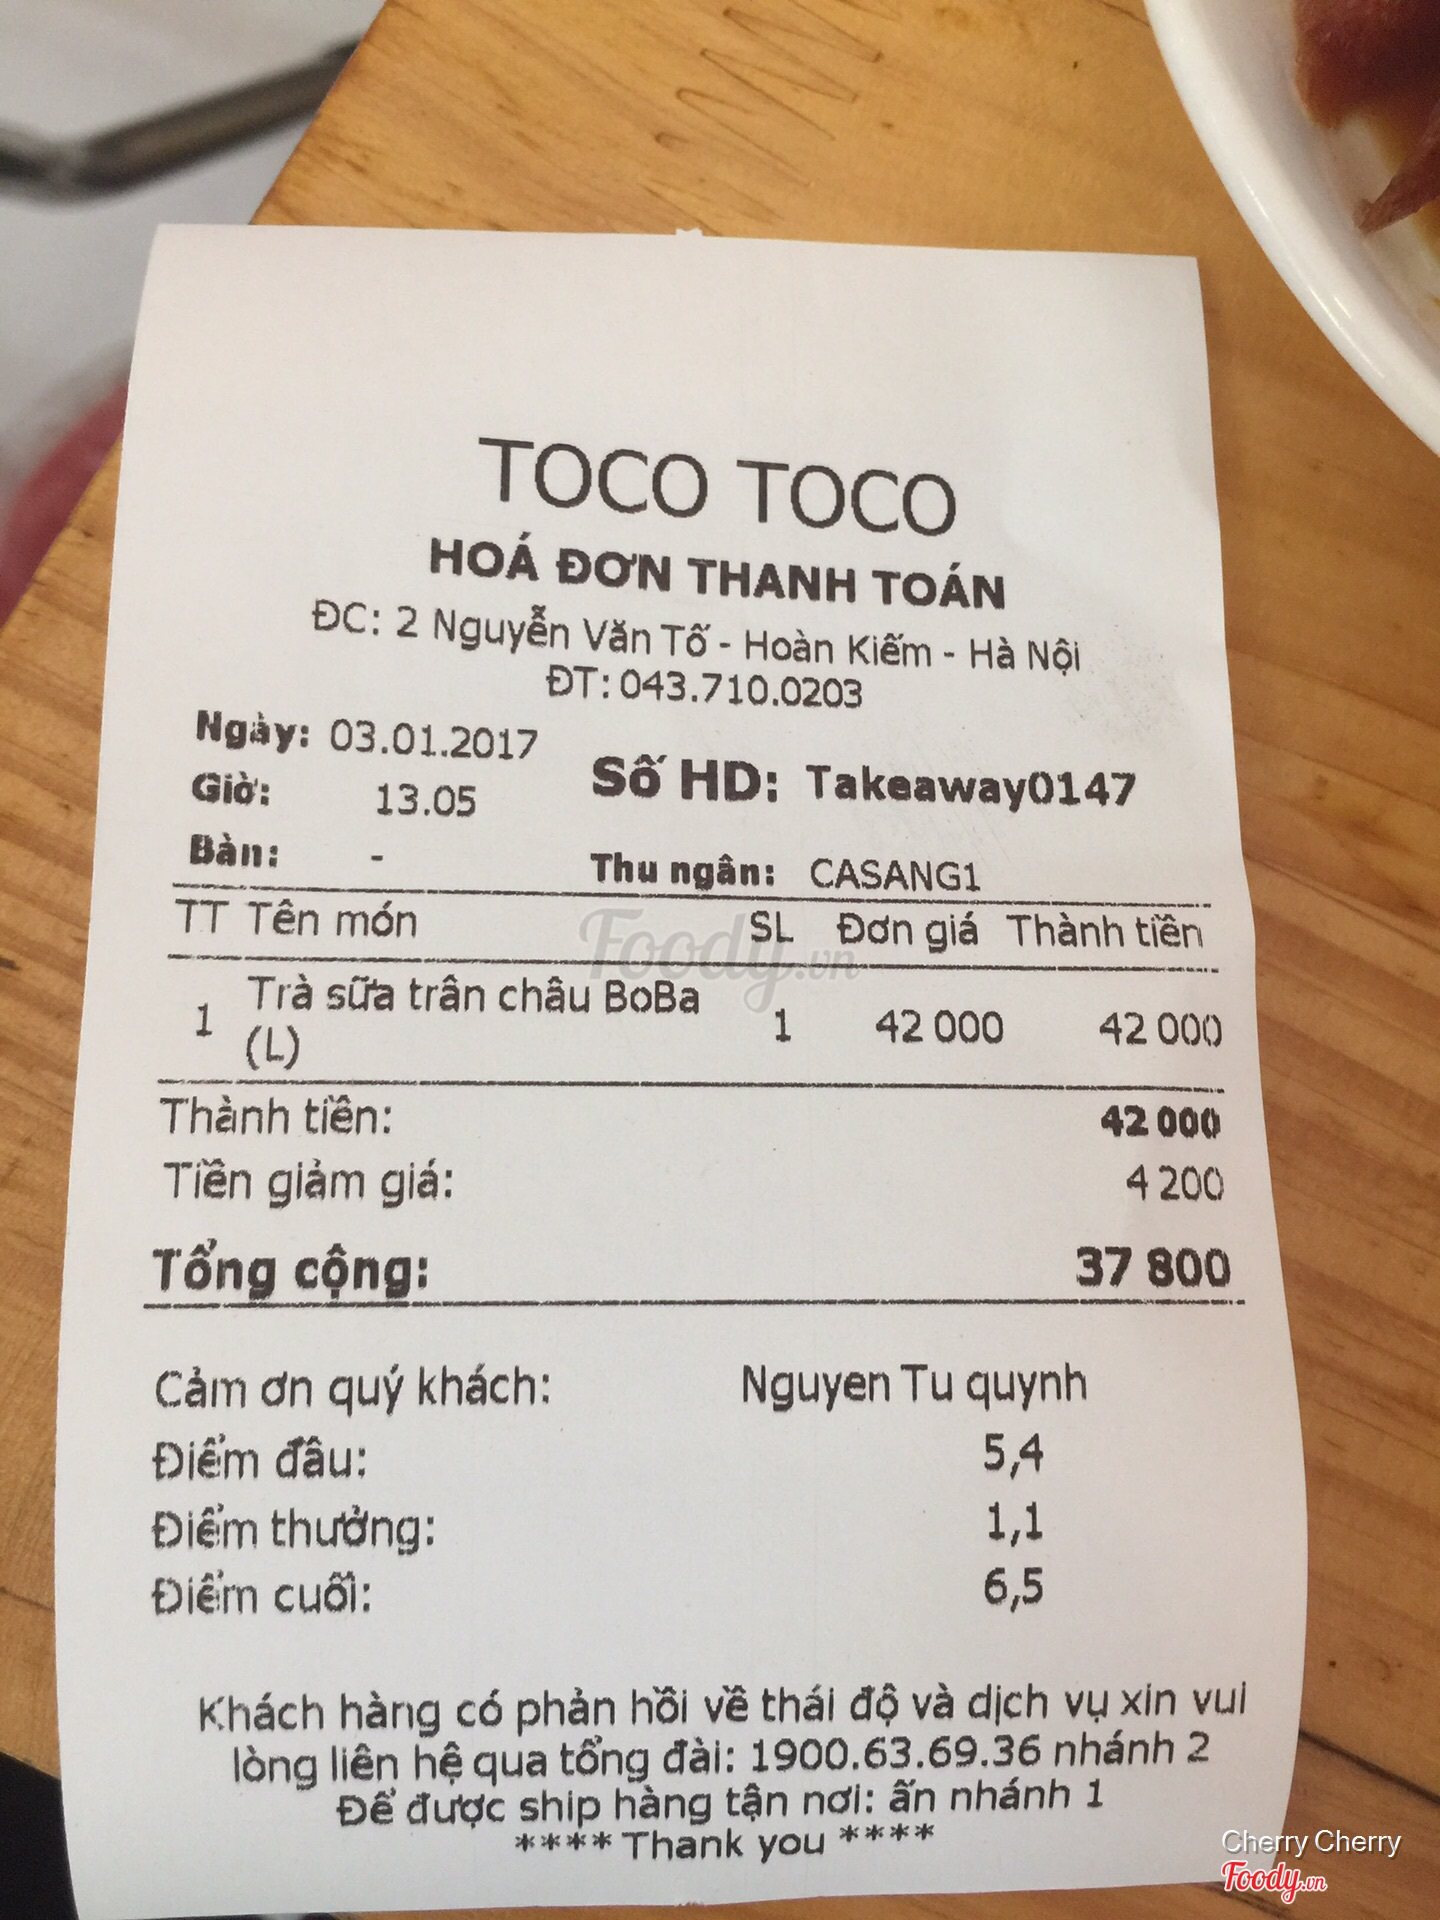 TOCO TOCO
HOÁ ĐƠN THANH TOÁN
ĐC: 2 Nguyễn Văn Tố - Hoàn Kiếm - Hà Nội
ĐT: 043.710.0203
Ngày: 03.01.2017
Giờ: 13.05
Số HD: Takeaway0147
Bàn: -
Thu ngân: CASANG1
TT Tên món SL Đơn giá Thành tiền
Foody.vn
1 Trà sữa trân châu BoBa (L) 1 42 000 42 000
Thành tiền: 42 000
Tiền giảm giá: 4 200
Tổng cộng: 37 800
Cảm ơn quý khách: Nguyen Tu quynh
Điểm đầu: 5,4
Điểm thưởng: 1,1
Điểm cuối: 6,5
Khách hàng có phản hồi về thái độ và dịch vụ xin vui
lòng liên hệ qua tổng đài: 1900.63.69.36 nhánh 2
Để được ship hàng tận nơi: ấn nhánh 1
**** Thank you ****
Cherry Cherry
Foody.vn